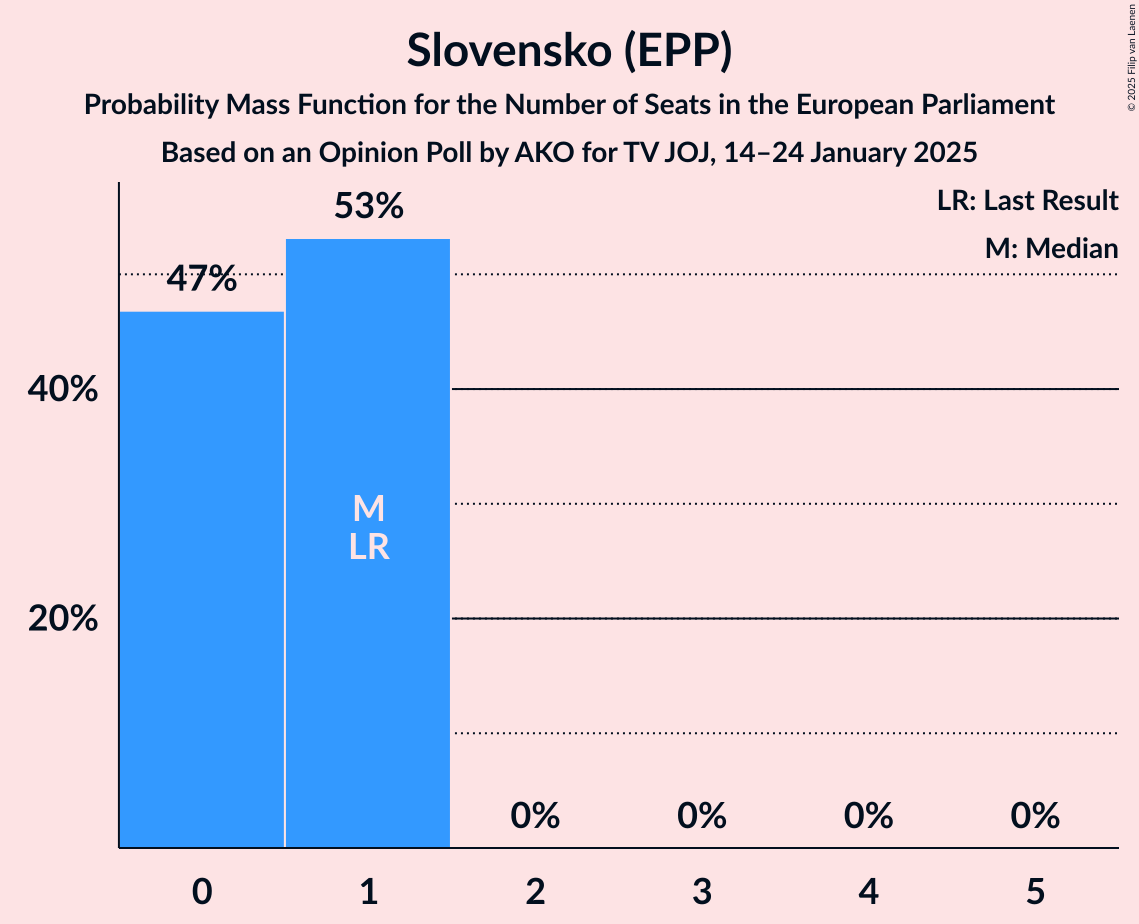 Slovensko (EPP)
Probability Mass Function for the Number of Seats in the European Parliament
Based on an Opinion Poll by AKO for TV JOJ, 14–24 January 2025
© 2025 Filip van Laenen
LR: Last Result
M: Median
53%
47%
40%
M
LR
20%
0% 0% 0% 0%
0 1 2 3 4 5